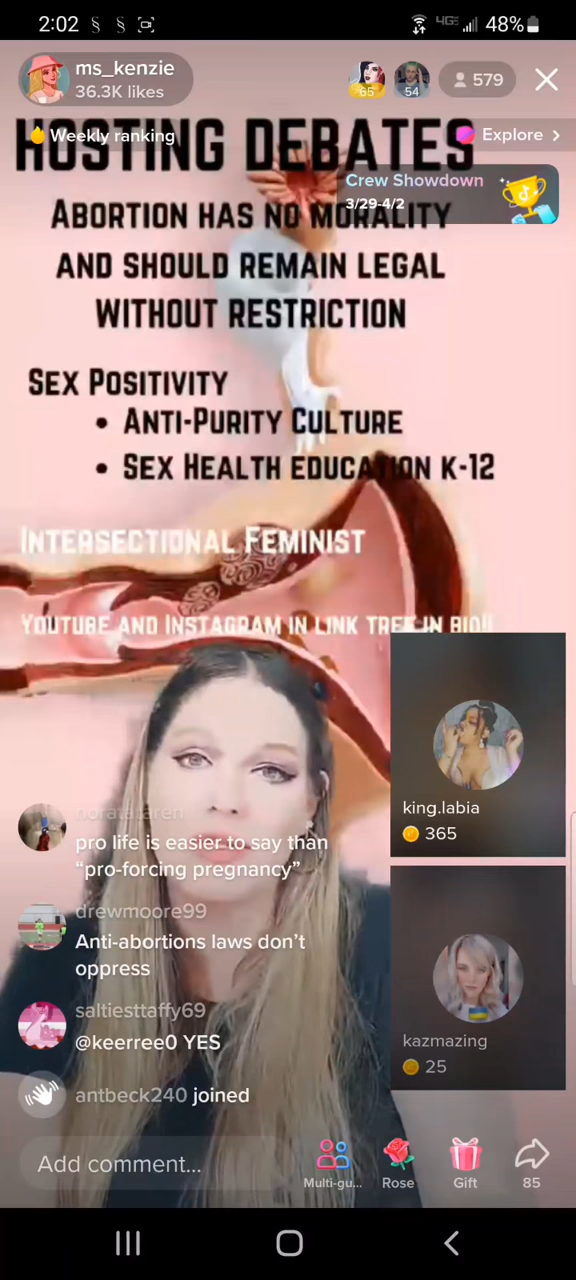 2:02
4G
48%
ms_kenzie
36.3K likes
65
54
579
Weekly ranking
Explore >
HOSTING DEBATES
Crew Showdown
3/29-4/2
ABORTION HAS NO MORALITY
AND SHOULD REMAIN LEGAL
WITHOUT RESTRICTION
SEX POSITIVITY
• ANTI-PURITY CULTURE
• SEX HEALTH EDUCATION K-12
INTERSECTIONAL FEMINIST
YOUTUBE AND INSTAGRAM IN LINK TREE IN BIO!!
king.labia
365
pro life is easier to say than
“pro-forcing pregnancy”
drewmoore99
Anti-abortions laws don’t
oppress
saltiesttaffy69
@keerree0 YES
kazmazing
25
antbeck240 joined
Add comment...
Multi-gu...
Rose
Gift
85